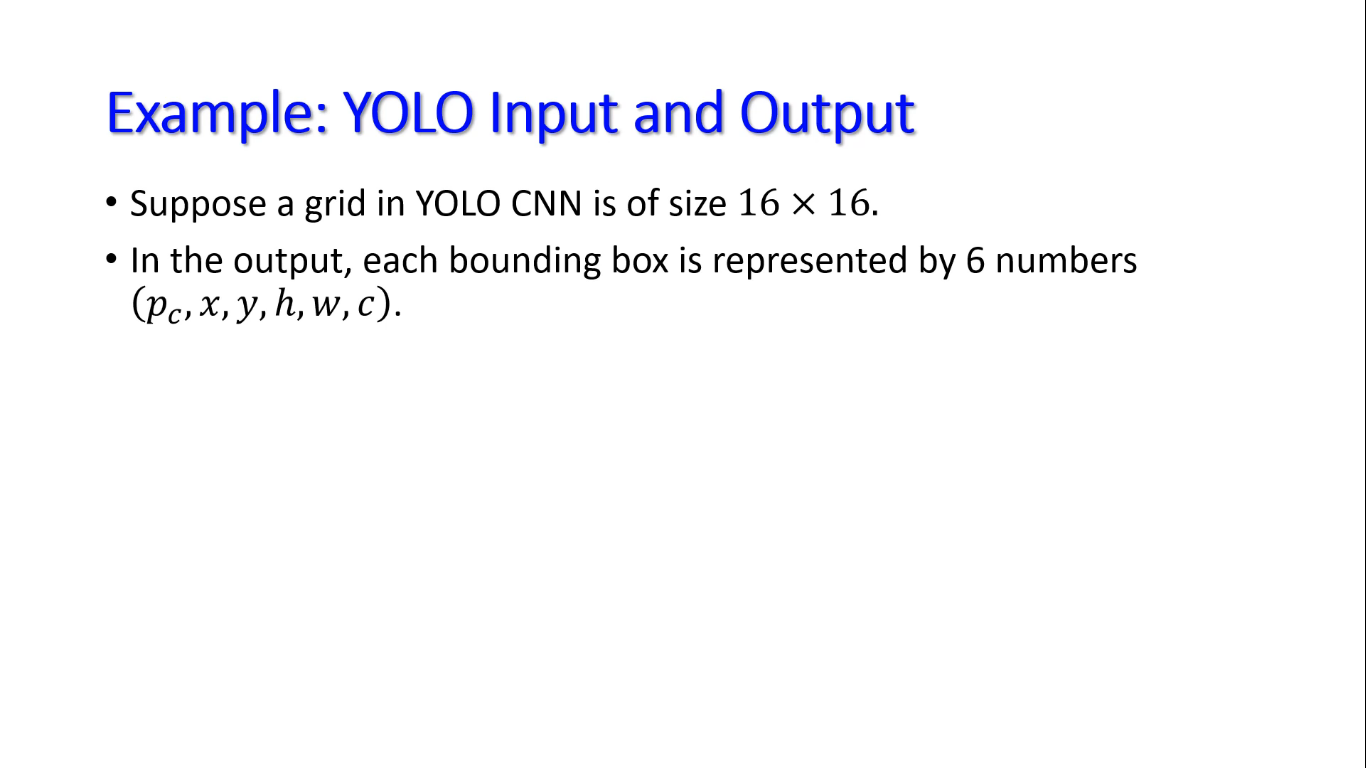 Example: YOLO Input and Output
• Suppose a grid in YOLO CNN is of size 16 × 16.
• In the output, each bounding box is represented by 6 numbers
(p_c, x, y, h, w, c).